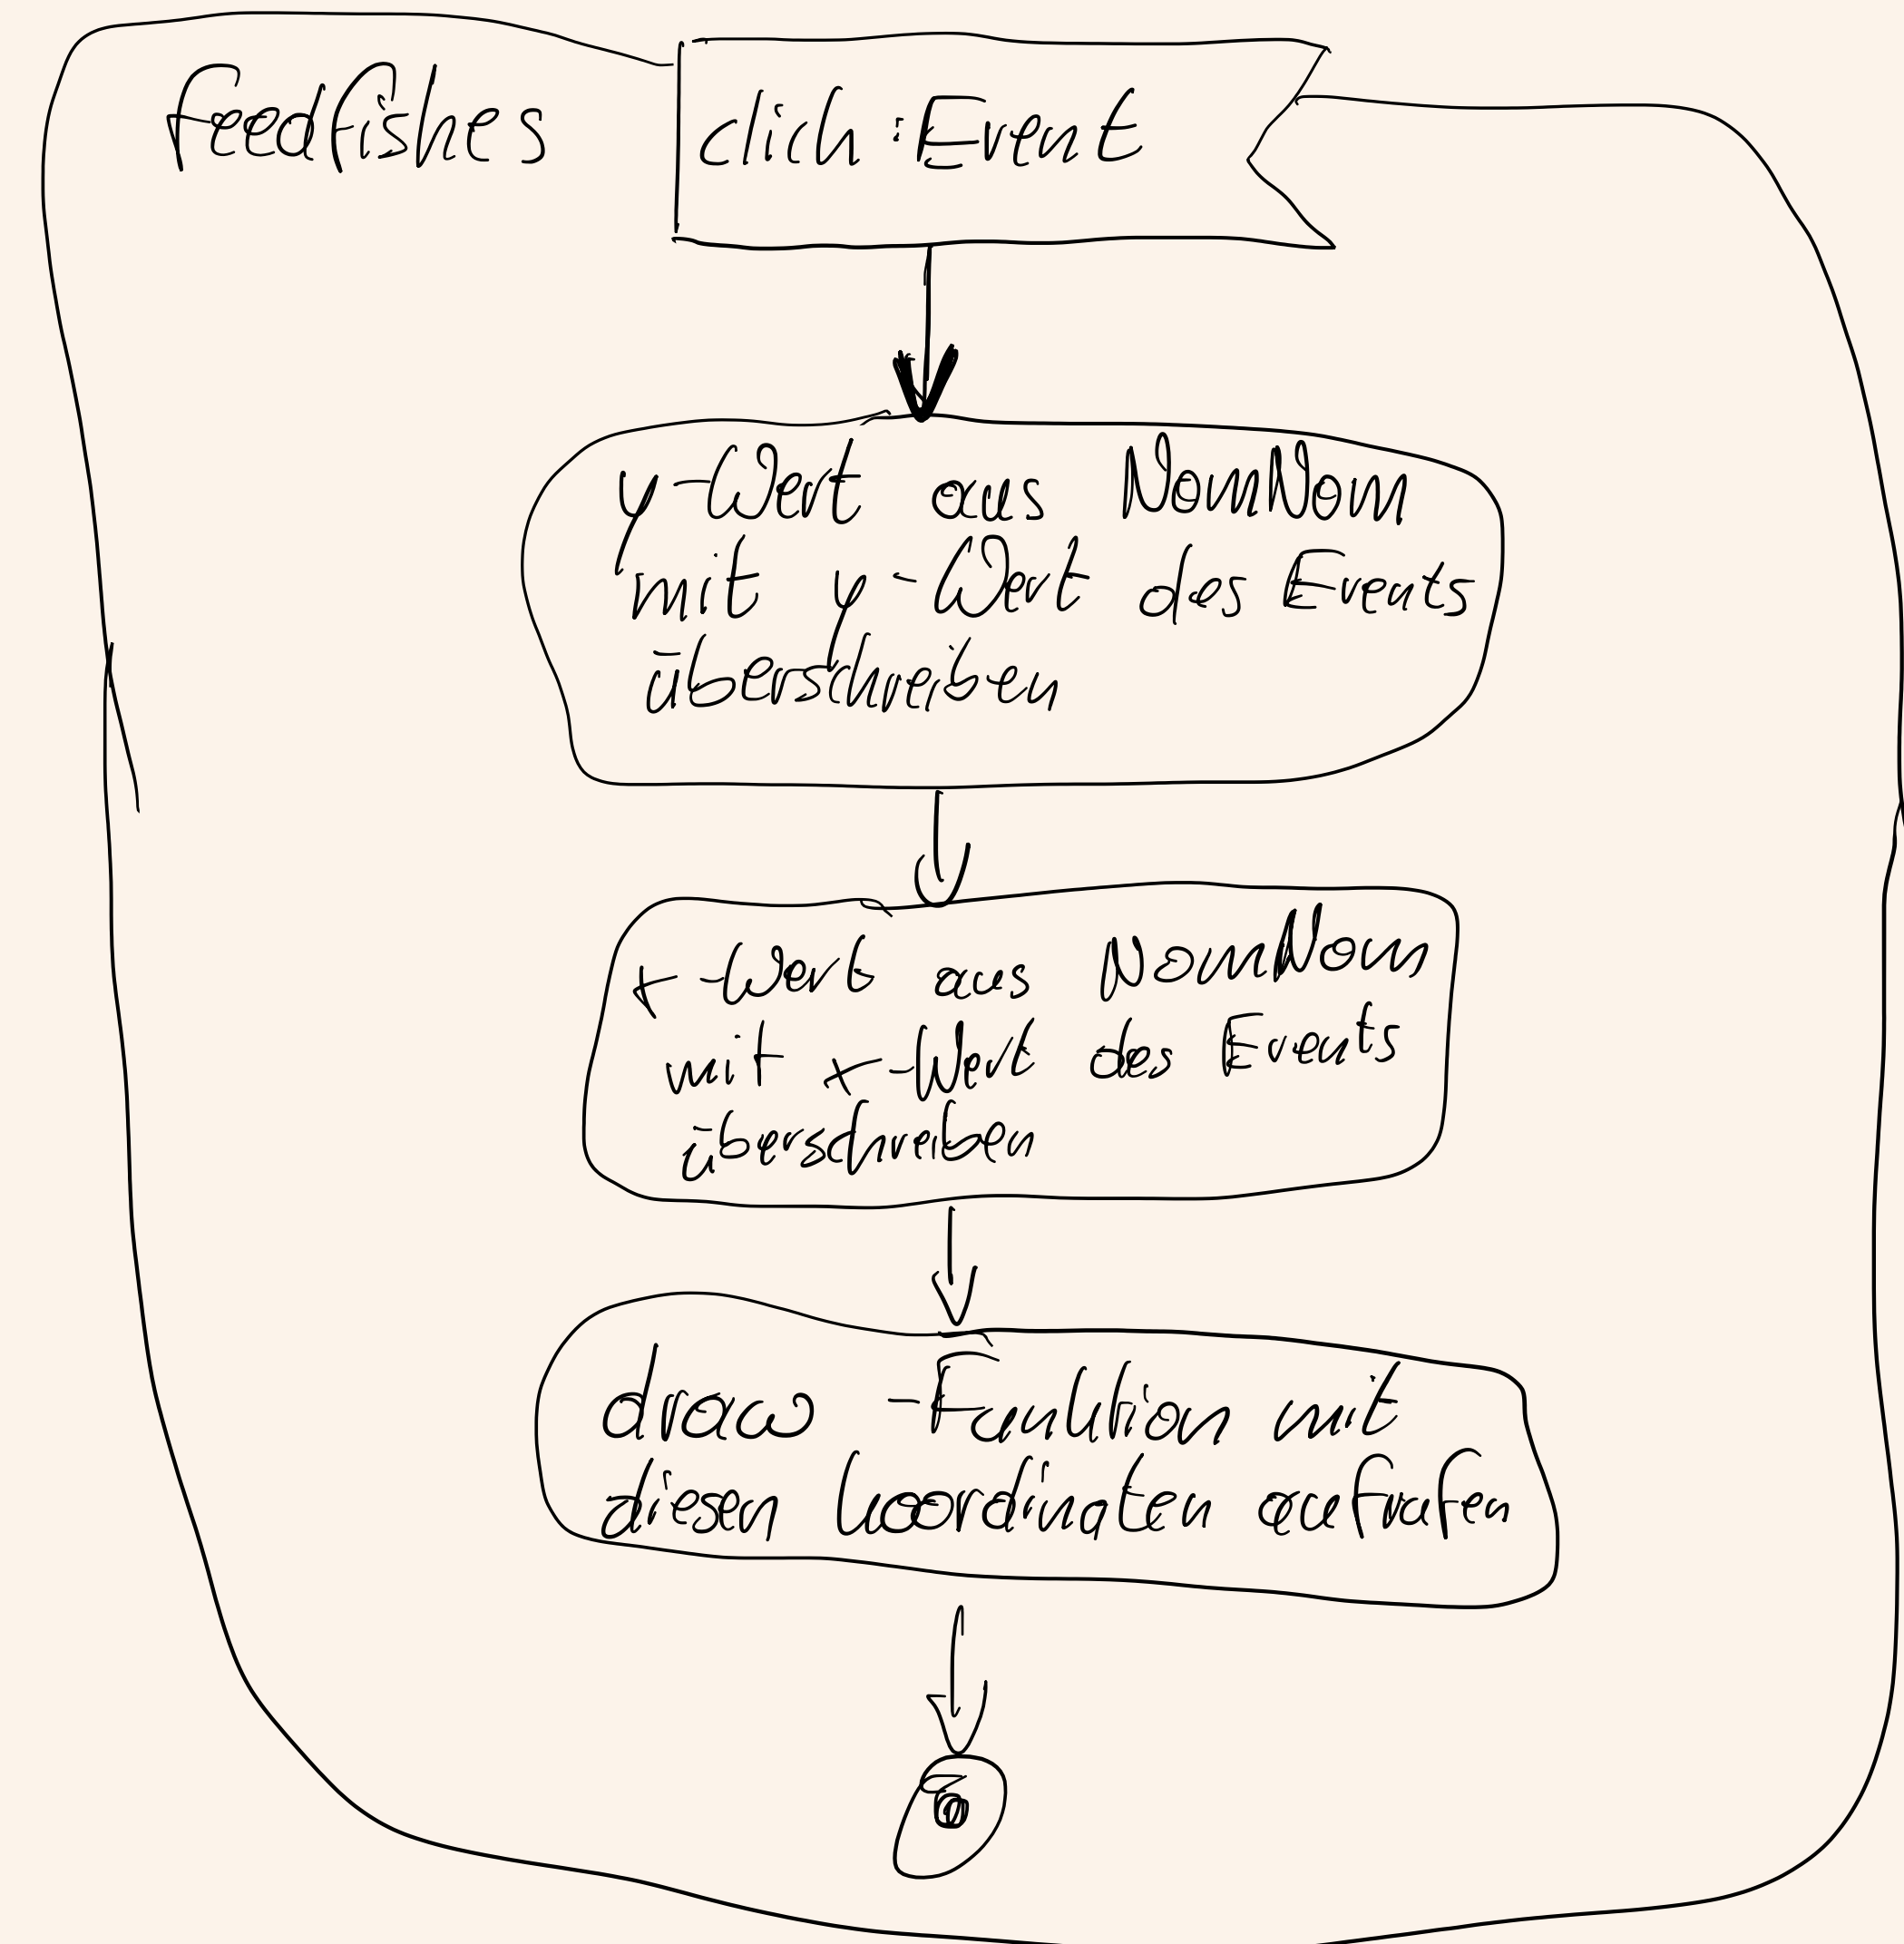 feedfishes
click : Event
y-Wert aus NomNom
mit y-Wert des Events
überschreiben
x-Wert aus NomNom
mit x-Wert des Events
überschreiben
draw-Funktion mit
diesen koordinaten aufrufen